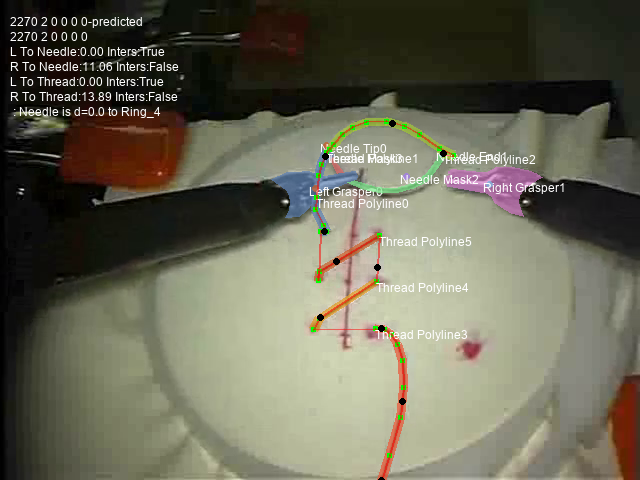 2270 2 0 0 0 0-predicted
2270 2 0 0 0 0
L To Needle:0.00 Inters:True
R To Needle:11.06 Inters:False
L To Thread:0.00 Inters:True
R To Thread:13.89 Inters:False
: Needle is d=0.0 to Ring_4
Needle Tip0
Needle End1
Thread Polyline2
Needle Mask2
Right Grasper1
Left Grasper0
Thread Polyline0
Thread Polyline5
Thread Polyline4
Thread Polyline3